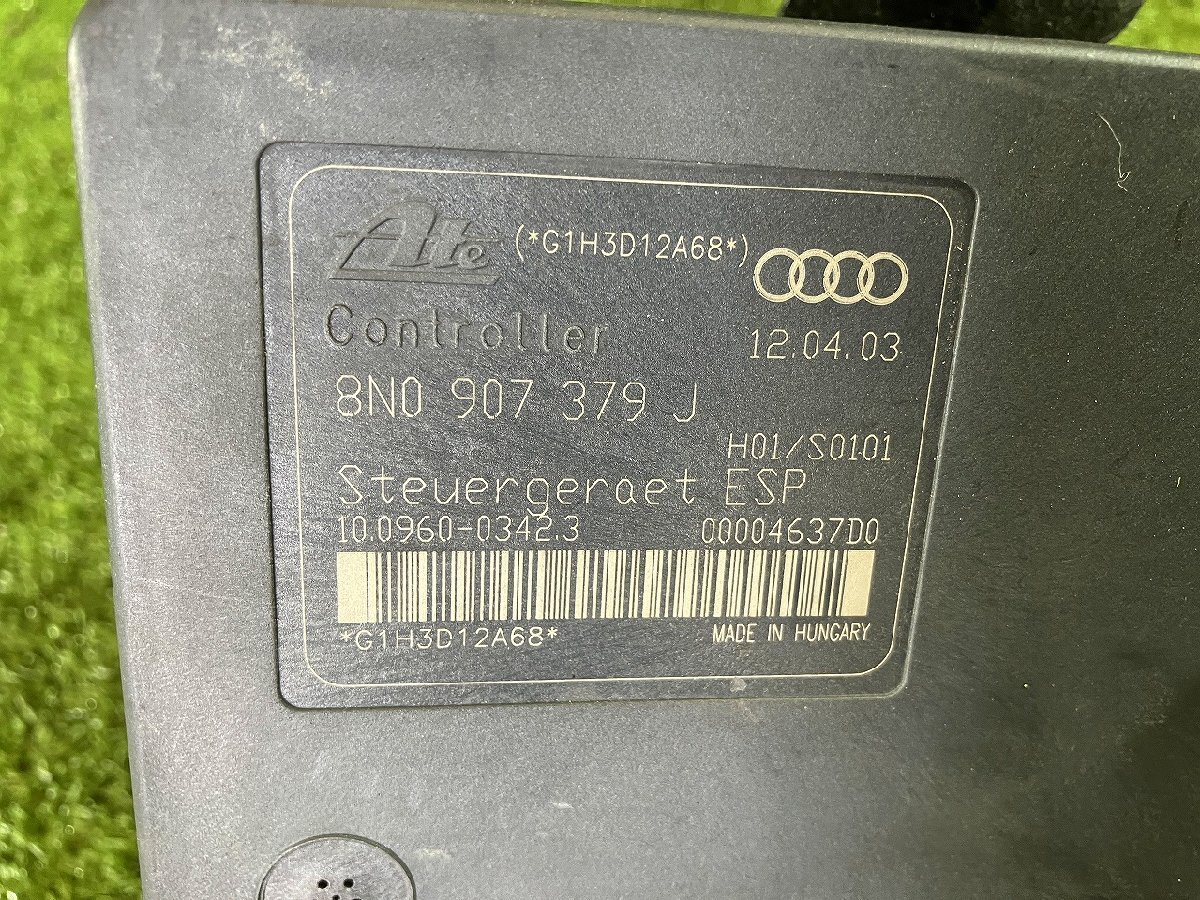 Ate (*G1H3D12A68*)
Controller 12.04.03
8N0 907 379 J
H01/S0101
Steuergeraet ESP
10.0960-0342.3 00004637D0
*G1H3D12A68* MADE IN HUNGARY